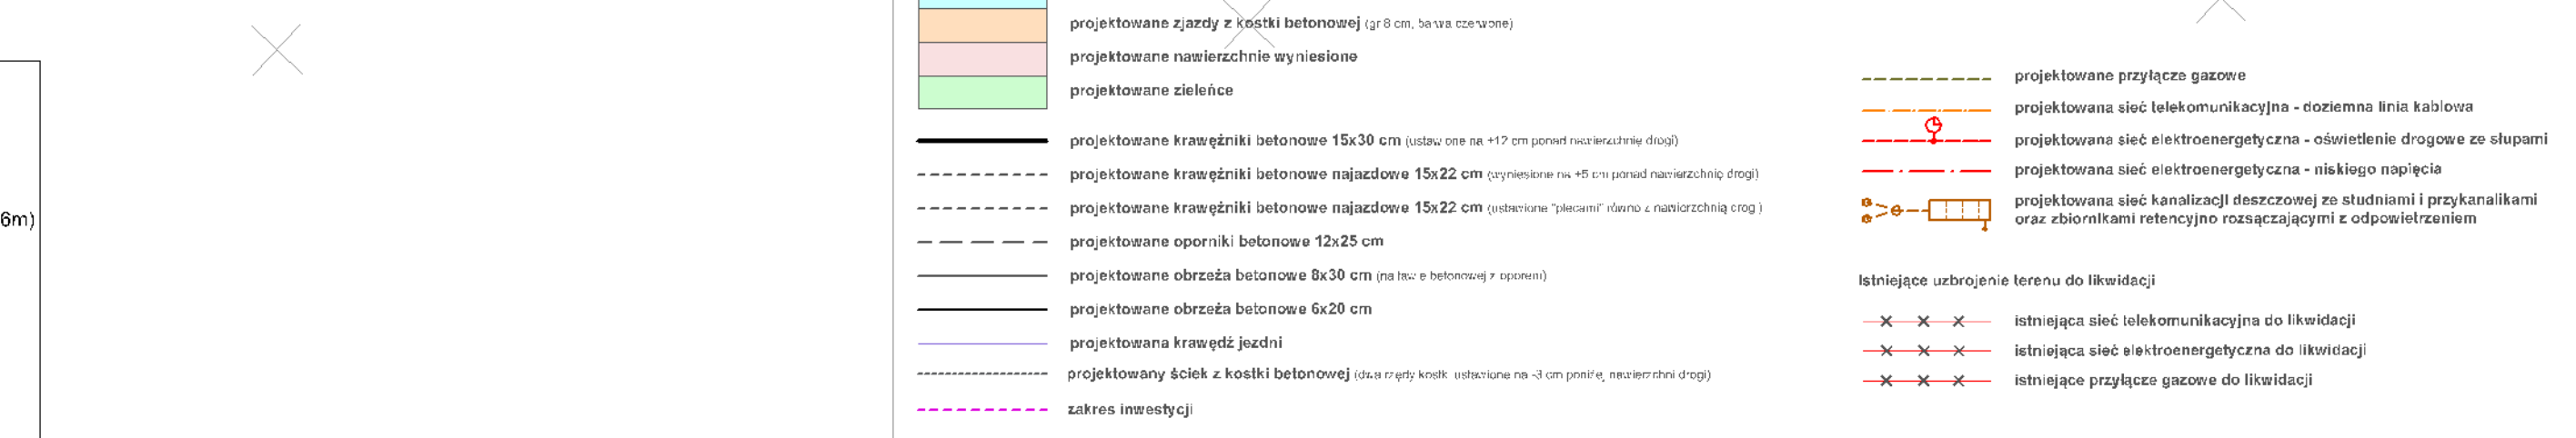 6m)
projektowane zjazdy z kostki betonowej (gr 8 cm, barwa czerwone)
projektowane nawierzchnie wyniesione
projektowane zieleńce
projektowane krawężniki betonowe 15x30 cm (ustawione na +12 cm ponad nawierzchnię drogi)
projektowane krawężniki betonowe najazdowe 15x22 cm (wyniesione na +5 cm ponad nawierzchnię drogi)
projektowane krawężniki betonowe najazdowe 15x22 cm (ustawione "plecami" równo z nawierzchnią drogi)
projektowane oporniki betonowe 12x25 cm
projektowane obrzeża betonowe 8x30 cm (na ławie betonowej z oporem)
projektowane obrzeża betonowe 6x20 cm
projektowana krawędź jezdni
projektowany ściek z kostki betonowej (dwa rzędy kostki ustawione na -3 cm poniżej nawierzchni drogi)
zakres inwestycji
projektowane przyłącze gazowe
projektowana sieć telekomunikacyjna - doziemna linia kablowa
projektowana sieć elektroenergetyczna - oświetlenie drogowe ze słupami
projektowana sieć elektroenergetyczna - niskiego napięcia
projektowana sieć kanalizacji deszczowej ze studniami i przykanalikami
oraz zbiornikami retencyjno rozsączającymi z odpowietrzeniem
Istniejące uzbrojenie terenu do likwidacji
istniejąca sieć telekomunikacyjna do likwidacji
istniejąca sieć elektroenergetyczna do likwidacji
istniejące przyłącze gazowe do likwidacji